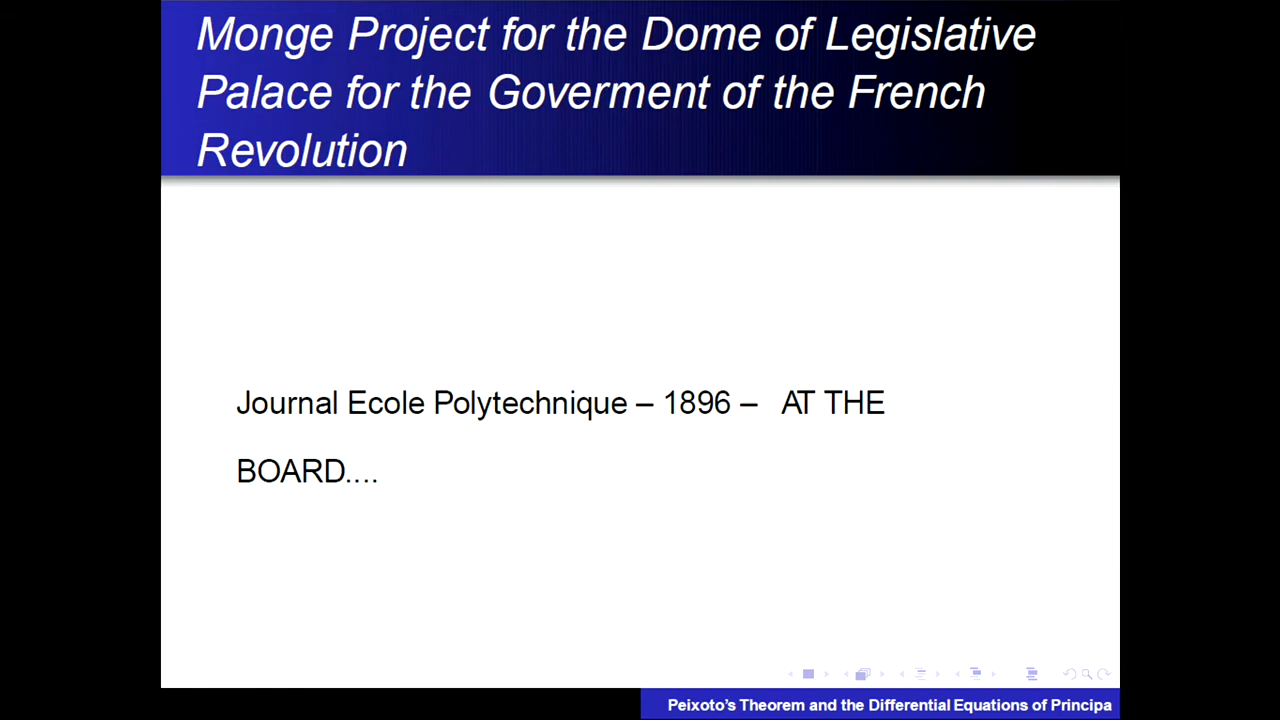 Monge Project for the Dome of Legislative
Palace for the Goverment of the French
Revolution
Journal Ecole Polytechnique – 1896 – AT THE
BOARD....
Peixoto's Theorem and the Differential Equations of Principa